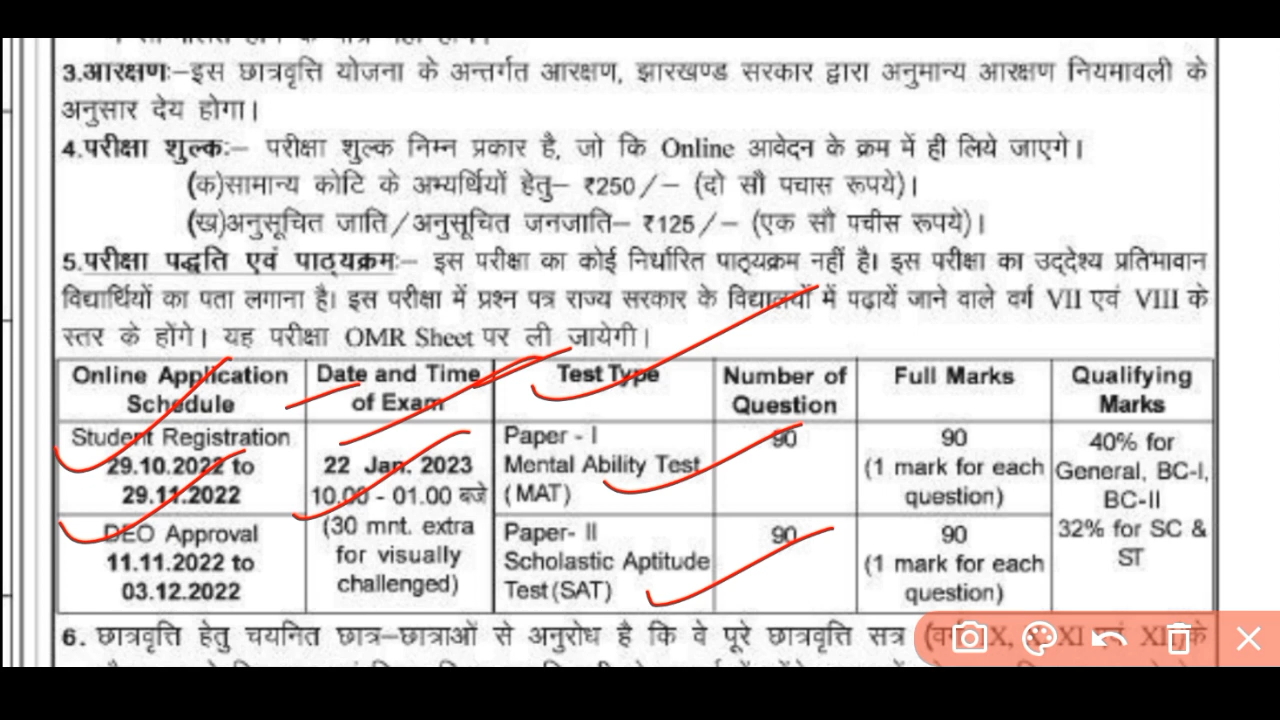 3.आरक्षणः–इस छात्रवृत्ति योजना के अन्तर्गत आरक्षण, झारखण्ड सरकार द्वारा अनुमान्य आरक्षण नियमावली के
अनुसार देय होगा।
4.परीक्षा शुल्कः– परीक्षा शुल्क निम्न प्रकार है, जो कि Online आवेदन के क्रम में ही लिये जाएगे।
(क)सामान्य कोटि के अभ्यर्थियों हेतु– ₹250/– (दो सौ पचास रूपये)।
(ख)अनुसूचित जाति/अनुसूचित जनजाति– ₹125/– (एक सौ पचीस रूपये)।
5.परीक्षा पद्धति एवं पाठ्यक्रमः– इस परीक्षा का कोई निर्धारित पाठ्यक्रम नहीं है। इस परीक्षा का उद्देश्य प्रतिभावान
विद्यार्थियों का पता लगाना है। इस परीक्षा में प्रश्न पत्र राज्य सरकार के विद्यालयों में पढ़ायें जाने वाले वर्ग VII एवं VIII के
स्तर के होंगे। यह परीक्षा OMR Sheet पर ली जायेगी।
Online Application Schedule
Date and Time of Exam
Test Type
Number of Question
Full Marks
Qualifying Marks
Student Registration
29.10.2022 to
29.11.2022
22 Jan. 2023
10.00 - 01.00 बजे
(30 mnt. extra
for visually
challenged)
Paper - I
Mental Ability Test
(MAT)
90
90
(1 mark for each
question)
40% for
General, BC-I,
BC-II
32% for SC &
ST
DEO Approval
11.11.2022 to
03.12.2022
Paper- II
Scholastic Aptitude
Test (SAT)
90
90
(1 mark for each
question)
6. छात्रवृत्ति हेतु चयनित छात्र–छात्राओं से अनुरोध है कि वे पूरे छात्रवृत्ति सत्र (वर्ग IX, X, XI एवं XII) के